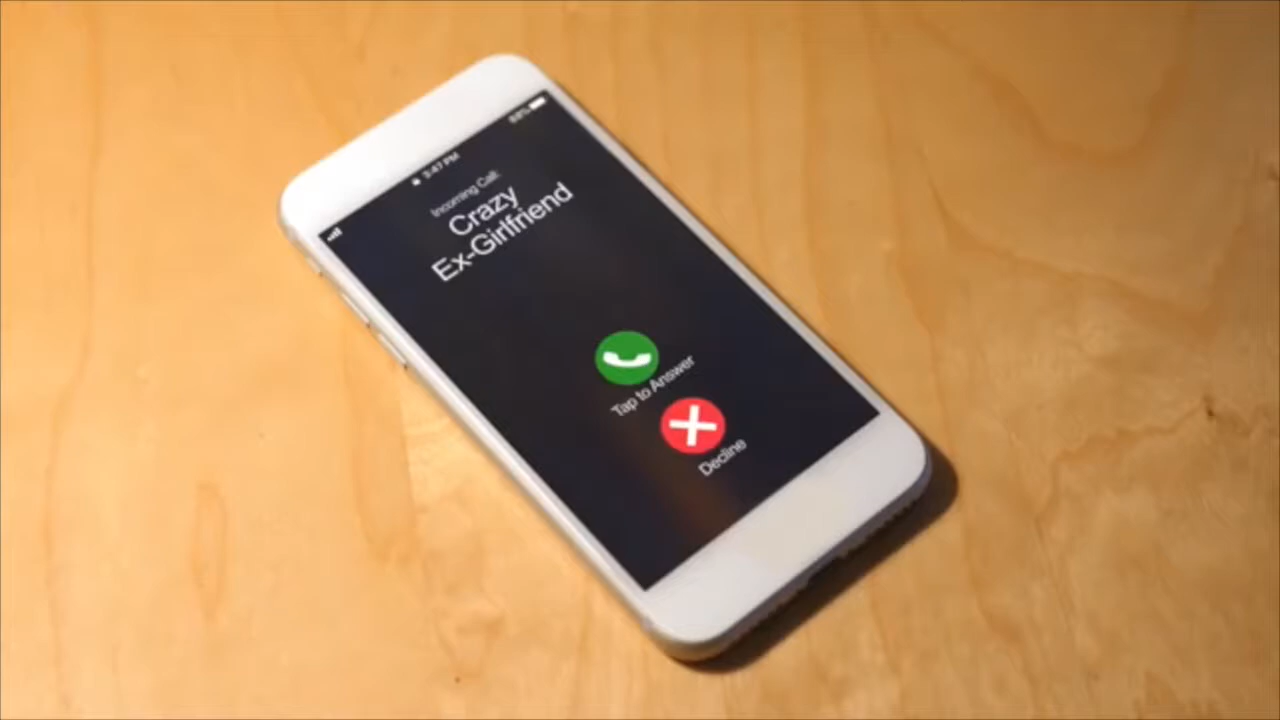 3:47 PM
Incoming Call:
Crazy
Ex-Girlfriend
Tap to Answer
Decline